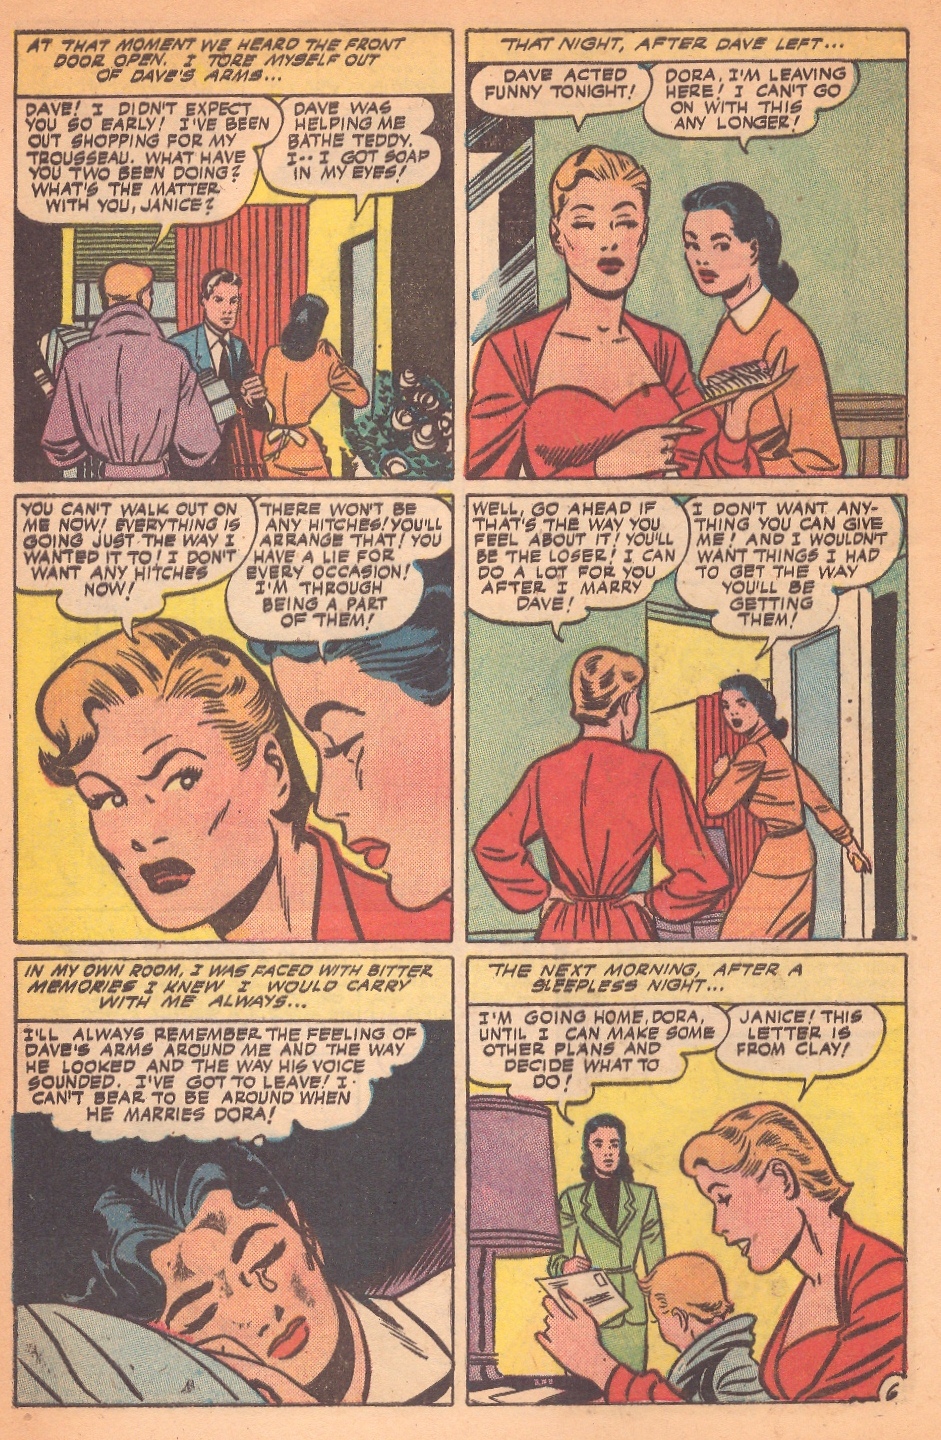 AT THAT MOMENT WE HEARD THE FRONT
DOOR OPEN. I TORE MYSELF OUT
OF DAVE'S ARMS...
DAVE! I DIDN'T EXPECT
YOU SO EARLY! I'VE BEEN
OUT SHOPPING FOR MY
TROUSSEAU. WHAT HAVE
YOU TWO BEEN DOING?
WHAT'S THE MATTER
WITH YOU, JANICE?
DAVE WAS
HELPING ME
BATHE TEDDY.
I-- I GOT SOAP
IN MY EYES!
THAT NIGHT, AFTER DAVE LEFT...
DAVE ACTED
FUNNY TONIGHT!
DORA, I'M LEAVING
HERE! I CAN'T GO
ON WITH THIS
ANY LONGER!
YOU CAN'T WALK OUT ON
ME NOW! EVERYTHING IS
GOING JUST THE WAY I
WANTED IT TO! I DON'T
WANT ANY HITCHES
NOW!
THERE WON'T BE
ANY HITCHES! YOU'LL
ARRANGE THAT! YOU
HAVE A LIE FOR
EVERY OCCASION!
I'M THROUGH
BEING A PART
OF THEM!
WELL, GO AHEAD IF
THAT'S THE WAY YOU
FEEL ABOUT IT! YOU'LL
BE THE LOSER! I CAN
DO A LOT FOR YOU
AFTER I MARRY
DAVE!
I DON'T WANT ANY-
THING YOU CAN GIVE
ME! AND I WOULDN'T
WANT THINGS I HAD
TO GET THE WAY
YOU'LL BE
GETTING
THEM!
IN MY OWN ROOM, I WAS FACED WITH BITTER
MEMORIES I KNEW I WOULD CARRY
WITH ME ALWAYS...
I'LL ALWAYS REMEMBER THE FEELING OF
DAVE'S ARMS AROUND ME AND THE WAY
HE LOOKED AND THE WAY HIS VOICE
SOUNDED. I'VE GOT TO LEAVE! I
CAN'T BEAR TO BE AROUND WHEN
HE MARRIES DORA!
THE NEXT MORNING, AFTER A
SLEEPLESS NIGHT...
I'M GOING HOME, DORA,
UNTIL I CAN MAKE SOME
OTHER PLANS AND
DECIDE WHAT TO
DO!
JANICE! THIS
LETTER IS
FROM CLAY!
6